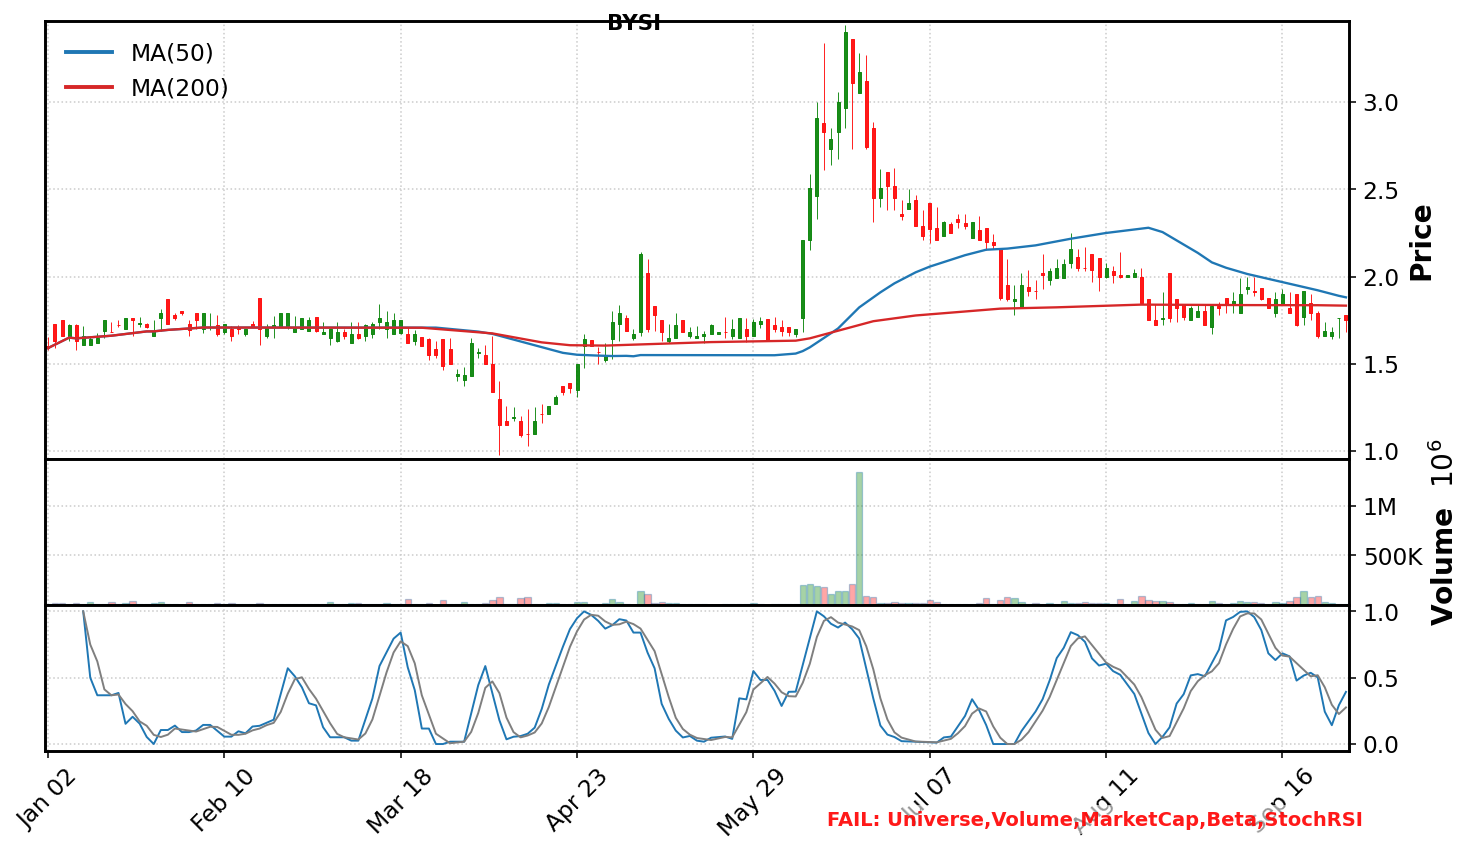 BYSI
MA(50)
MA(200)
3.0
2.5
2.0
1.5
1.0
Price
1M
500K
Volume 10^6
1.0
0.5
0.0
Jan 02
Feb 10
Mar 18
Apr 23
May 29
Jul 07
Aug 11
Sep 16
FAIL: Universe,Volume,MarketCap,Beta,StochRSI